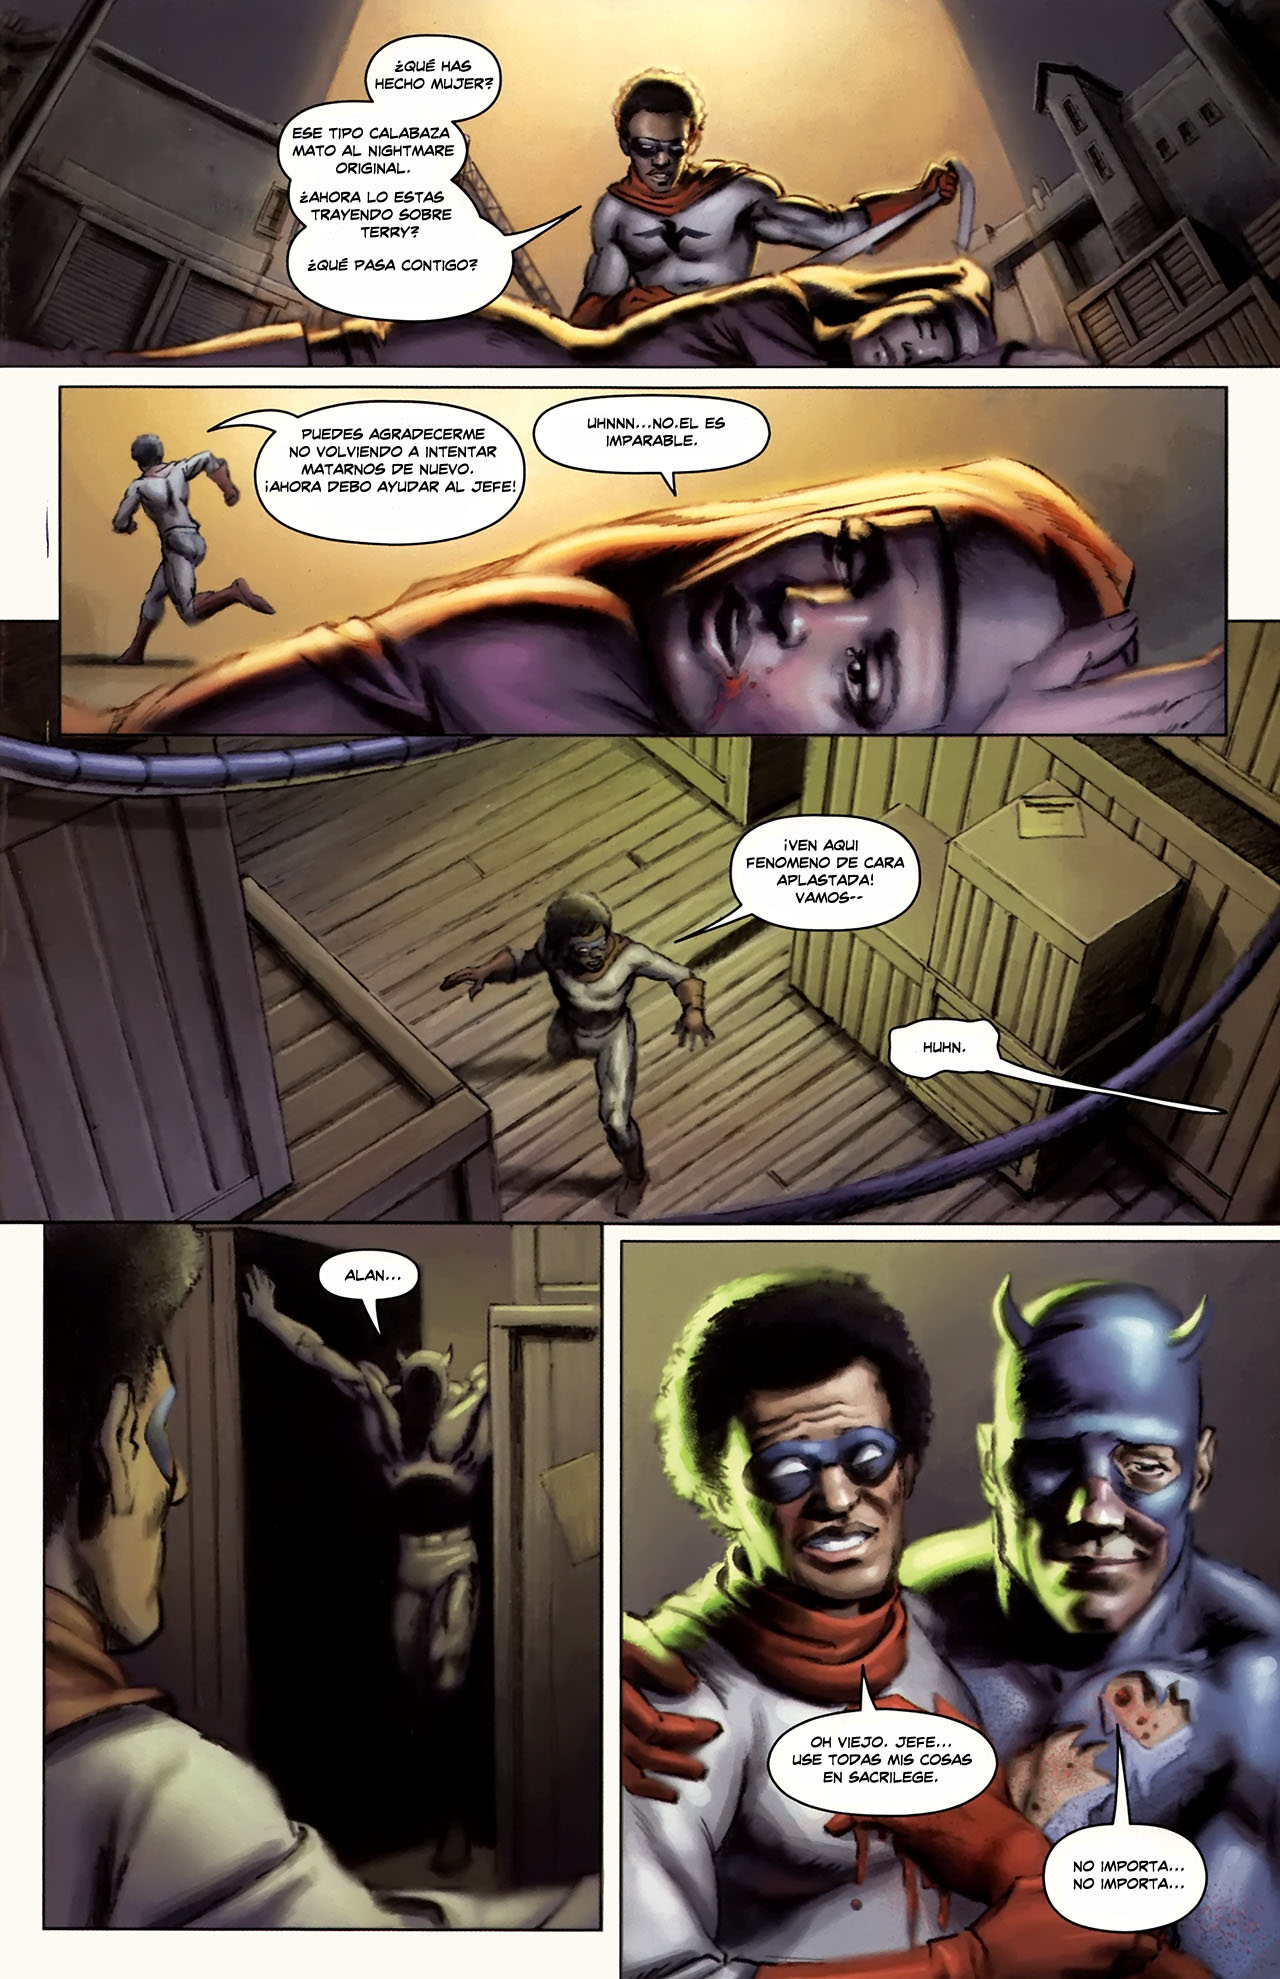 ¿QUÉ HAS
HECHO MUJER?
ESE TIPO CALABAZA
MATO AL NIGHTMARE
ORIGINAL.
¿AHORA LO ESTAS
TRAYENDO SOBRE
TERRY?
¿QUÉ PASA CONTIGO?
PUEDES AGRADECERME
NO VOLVIENDO A INTENTAR
MATARNOS DE NUEVO.
¡AHORA DEBO AYUDAR AL JEFE!
UHNNN...NO.EL ES
IMPARABLE.
¡VEN AQUI
FENOMENO DE CARA
APLASTADA!
VAMOS--
HUHN.
ALAN...
OH VIEJO. JEFE...
USE TODAS MIS COSAS
EN SACRILEGE.
NO IMPORTA...
NO IMPORTA...